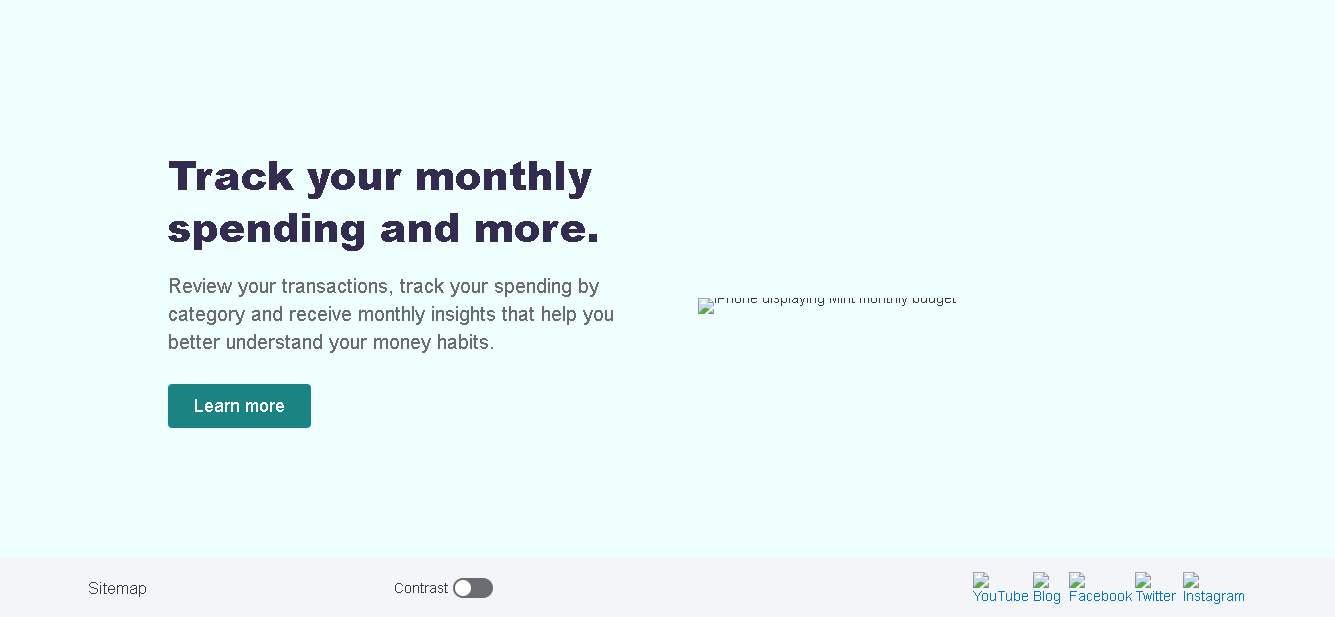 Track your monthly
spending and more.
Review your transactions, track your spending by
category and receive monthly insights that help you
better understand your money habits.
iPhone displaying Mint monthly budget
Learn more
Sitemap
Contrast
YouTube Blog Facebook Twitter Instagram